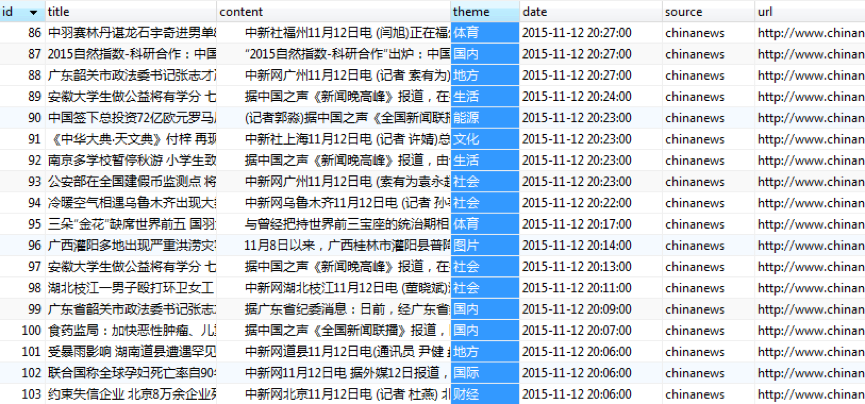 id title content theme date source url
86 中羽赛林丹谌龙石宇奇进男单 中新社福州11月12日电 (闫旭)正在福 体育 2015-11-12 20:27:00 chinanews http://www.chinan
87 2015自然指数-科研合作：中国 “2015自然指数-科研合作”出炉：中国 国内 2015-11-12 20:27:00 chinanews http://www.chinan
88 广东韶关市政法委书记张志才 中新网广州11月12日电 (记者 索有为) 地方 2015-11-12 20:27:00 chinanews http://www.chinan
89 安徽大学生做公益将有学分 七 据中国之声《新闻晚高峰》报道，在 生活 2015-11-12 20:24:00 chinanews http://www.chinan
90 中国签下总投资72亿欧元罗马 (记者郭淼)据中国之声《全国新闻联 能源 2015-11-12 20:23:00 chinanews http://www.chinan
91 《中华大典·天文典》付梓 再现 中新社上海11月12日电 (记者 许婧)总 文化 2015-11-12 20:23:00 chinanews http://www.chinan
92 南京多学校暂停秋游 小学生致 据中国之声《新闻晚高峰》报道，由 生活 2015-11-12 20:23:00 chinanews http://www.chinan
93 公安部在全国建假币监测点 将 中新网广州11月12日电 (索有为袁永 社会 2015-11-12 20:23:00 chinanews http://www.chinan
94 冷暖空气相遇乌鲁木齐出现大 中新网乌鲁木齐11月12日电 (记者 孙 社会 2015-11-12 20:22:00 chinanews http://www.chinan
95 三朵“金花”缺席世界前五 国羽 与曾经把持世界前三宝座的统治期相 体育 2015-11-12 20:17:00 chinanews http://www.chinan
96 广西灌阳多地出现严重洪涝灾 11月8日以来，广西桂林市灌阳县普降 图片 2015-11-12 20:14:00 chinanews http://www.chinan
97 安徽大学生做公益将有学分 七 据中国之声《新闻晚高峰》报道，在 社会 2015-11-12 20:13:00 chinanews http://www.chinan
98 湖北枝江一男子殴打环卫女工 中新网湖北枝江11月12日电 (董晓斌) 社会 2015-11-12 20:11:00 chinanews http://www.chinan
99 广东省韶关市政法委书记张志 据广东省纪委消息：日前，经广东省 国内 2015-11-12 20:09:00 chinanews http://www.chinan
100 食药监局：加快恶性肿瘤、儿 据中国之声《全国新闻联播》报道， 国内 2015-11-12 20:07:00 chinanews http://www.chinan
101 受暴雨影响 湖南道县遭遇罕见 中新网道县11月12日电(通讯员 尹健 地方 2015-11-12 20:06:00 chinanews http://www.chinan
102 联合国称全球孕妇死亡率自90 中新网11月12日电 据外媒12日报道， 国际 2015-11-12 20:06:00 chinanews http://www.chinan
103 约束失信企业 北京8万余企业 中新网北京11月12日电 (记者 杜燕) 北 财经 2015-11-12 20:06:00 chinanews http://www.chinan